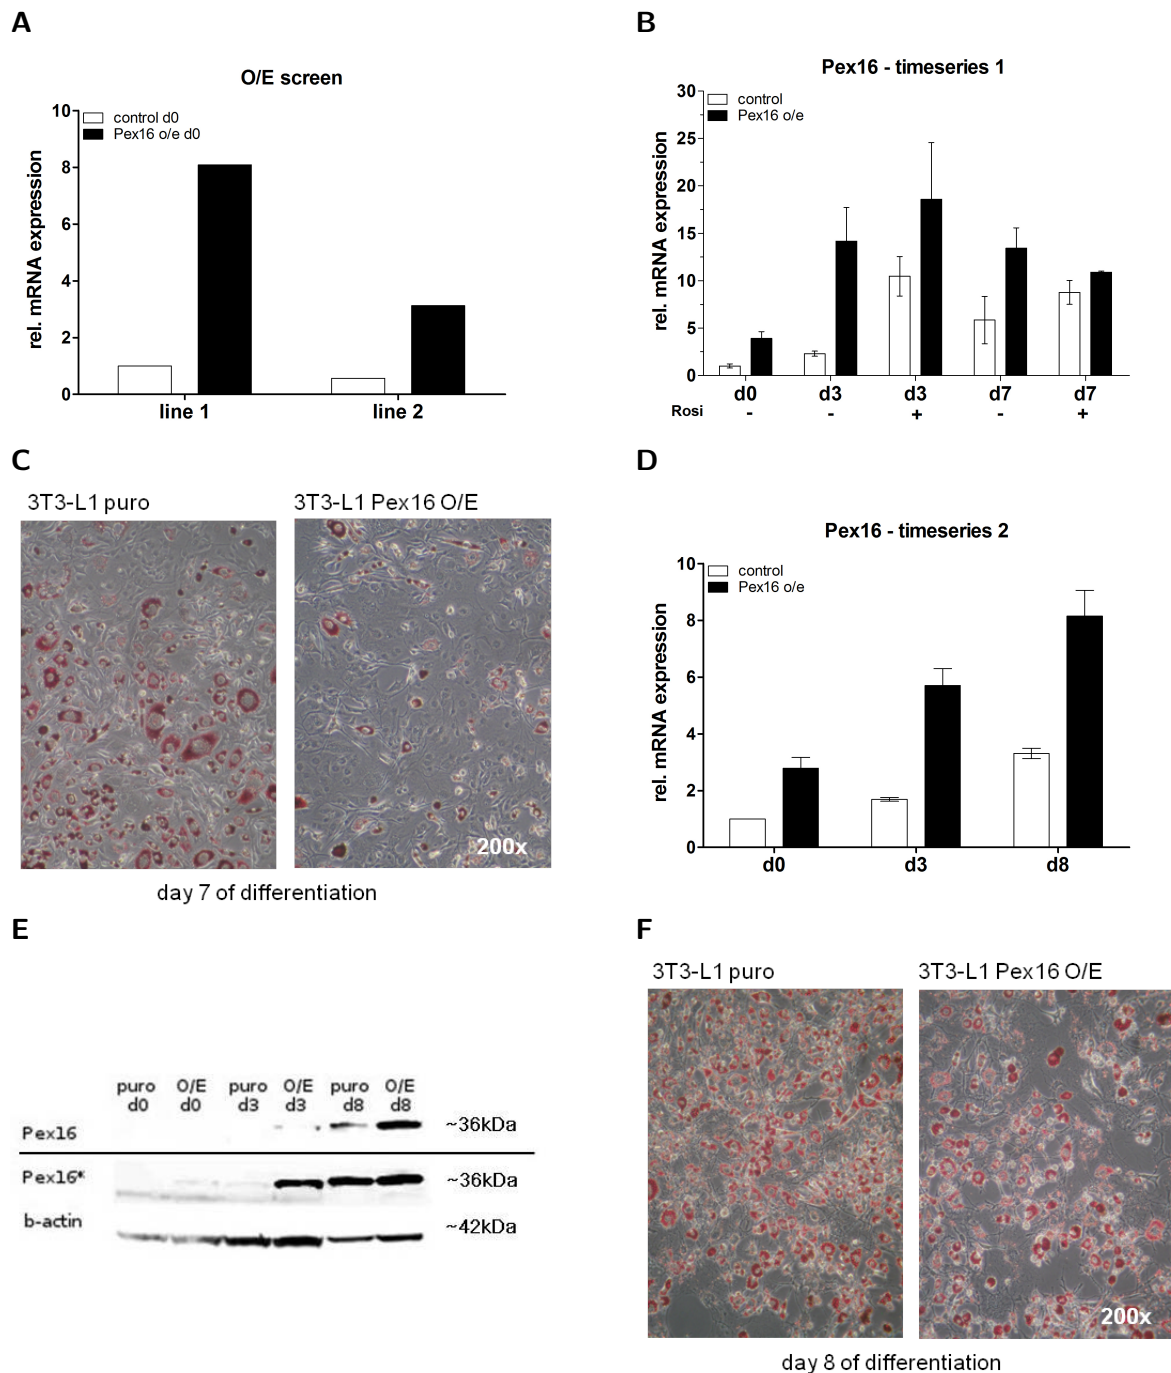 A
O/E screen
control d0
Pex16 o/e d0
rel. mRNA expression
10
8
6
4
2
0
line 1
line 2
B
Pex16 - timeseries 1
control
Pex16 o/e
rel. mRNA expression
30
25
20
15
10
5
0
d0 d3 d3 d7 d7
Rosi - - + - +
C
3T3-L1 puro
3T3-L1 Pex16 O/E
200x
day 7 of differentiation
D
Pex16 - timeseries 2
control
Pex16 o/e
rel. mRNA expression
10
8
6
4
2
0
d0 d3 d8
E
puro O/E puro O/E puro O/E
d0 d0 d3 d3 d8 d8
Pex16 ~36kDa
Pex16* ~36kDa
b-actin ~42kDa
F
3T3-L1 puro
3T3-L1 Pex16 O/E
200x
day 8 of differentiation